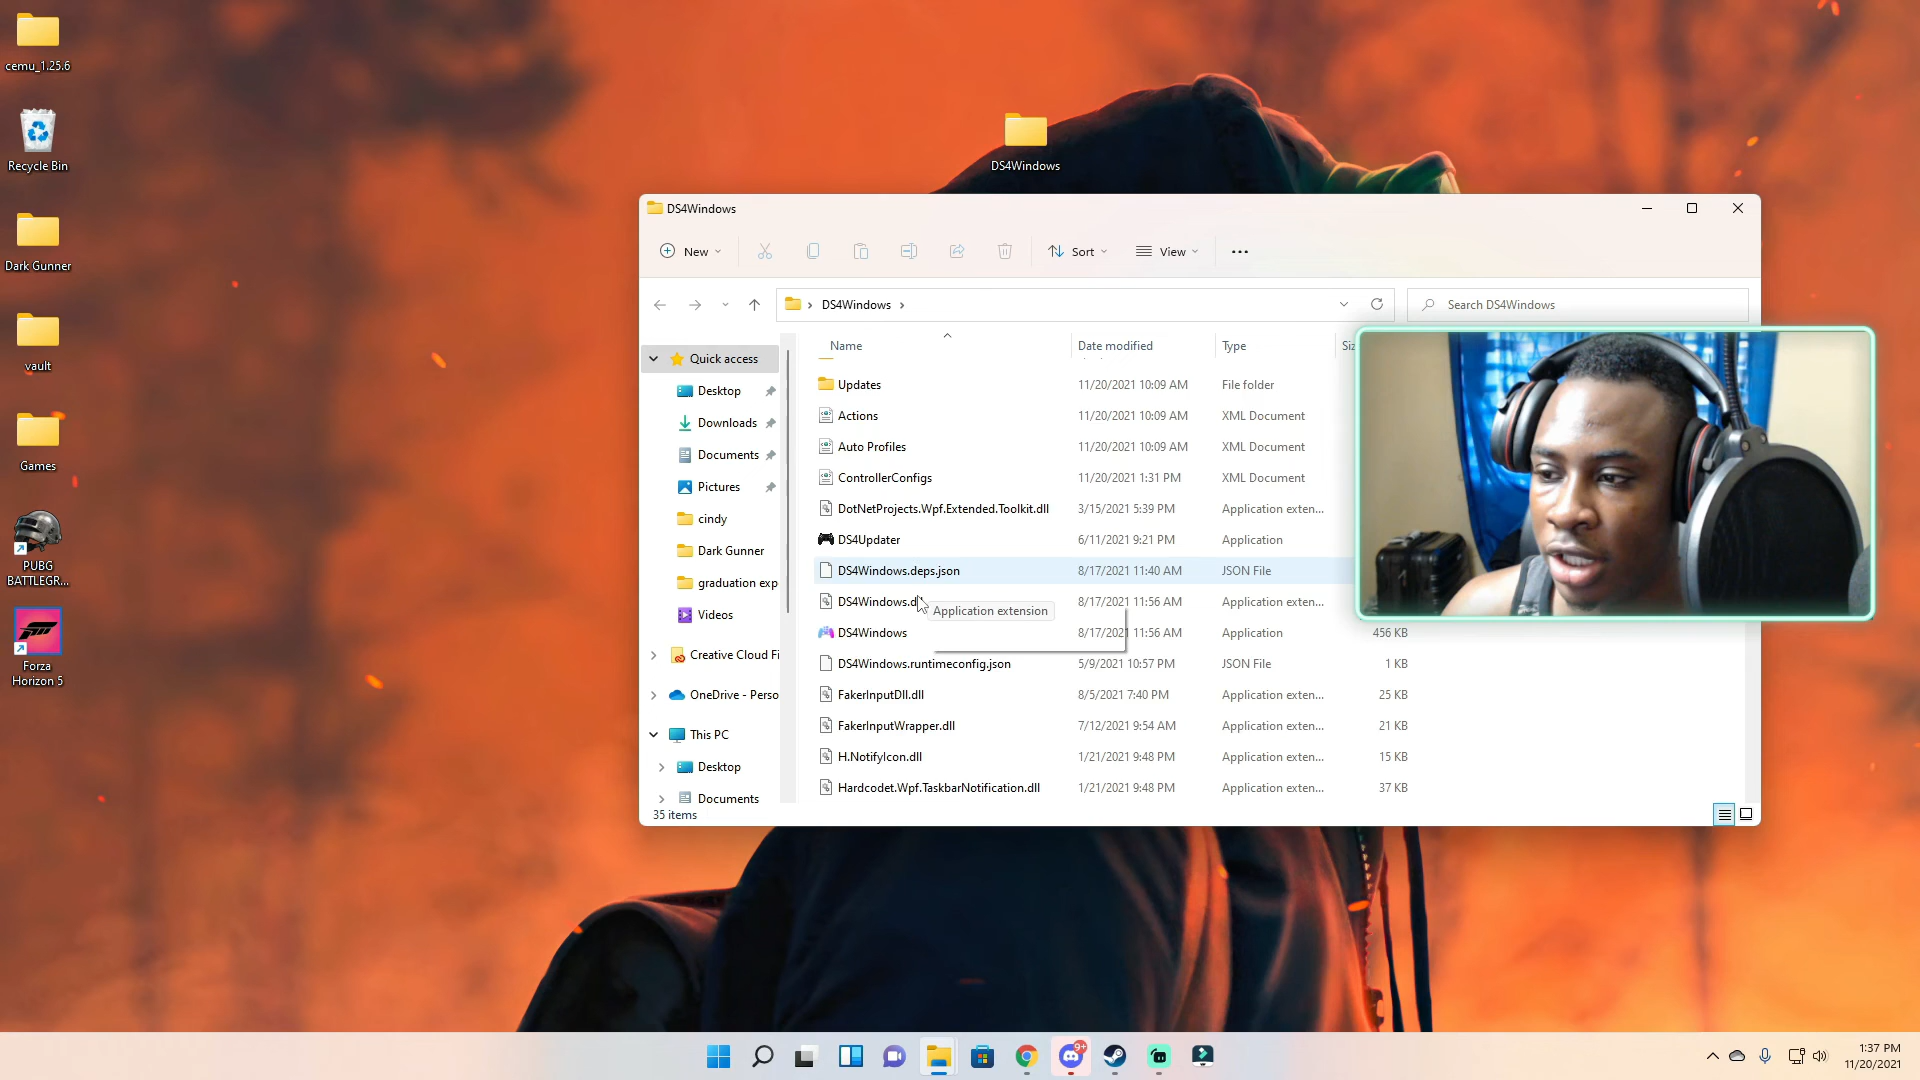 cemu_1.25.6
Recycle Bin
Dark Gunner
vault
Games
PUBG
BATTLEGR...
Forza
Horizon 5
DS4Windows
DS4Windows
New
Sort
View
DS4Windows
Search DS4Windows
Quick access
Desktop
Downloads
Documents
Pictures
cindy
Dark Gunner
graduation exp
Videos
Creative Cloud Fi
OneDrive - Perso
This PC
Desktop
Documents
Name Date modified Type Siz
Updates 11/20/2021 10:09 AM File folder
Actions 11/20/2021 10:09 AM XML Document
Auto Profiles 11/20/2021 10:09 AM XML Document
ControllerConfigs 11/20/2021 1:31 PM XML Document
DotNetProjects.Wpf.Extended.Toolkit.dll 3/15/2021 5:39 PM Application exten...
DS4Updater 6/11/2021 9:21 PM Application
DS4Windows.deps.json 8/17/2021 11:40 AM JSON File
DS4Windows.dll 8/17/2021 11:56 AM Application exten...
Application extension
DS4Windows 8/17/2021 11:56 AM Application 456 KB
DS4Windows.runtimeconfig.json 5/9/2021 10:57 PM JSON File 1 KB
FakerInputDll.dll 8/5/2021 7:40 PM Application exten... 25 KB
FakerInputWrapper.dll 7/12/2021 9:54 AM Application exten... 21 KB
H.NotifyIcon.dll 1/21/2021 9:48 PM Application exten... 15 KB
Hardcodet.Wpf.TaskbarNotification.dll 1/21/2021 9:48 PM Application exten... 37 KB
35 items
9+
1:37 PM
11/20/2021